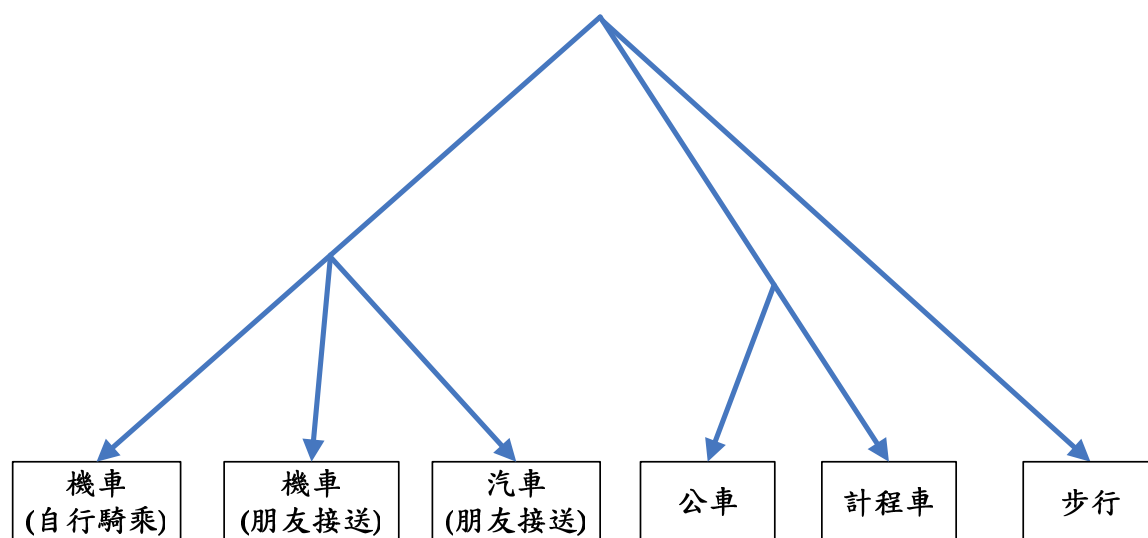 機車
(自行騎乘)
機車
(朋友接送)
汽車
(朋友接送)
公車
計程車
步行